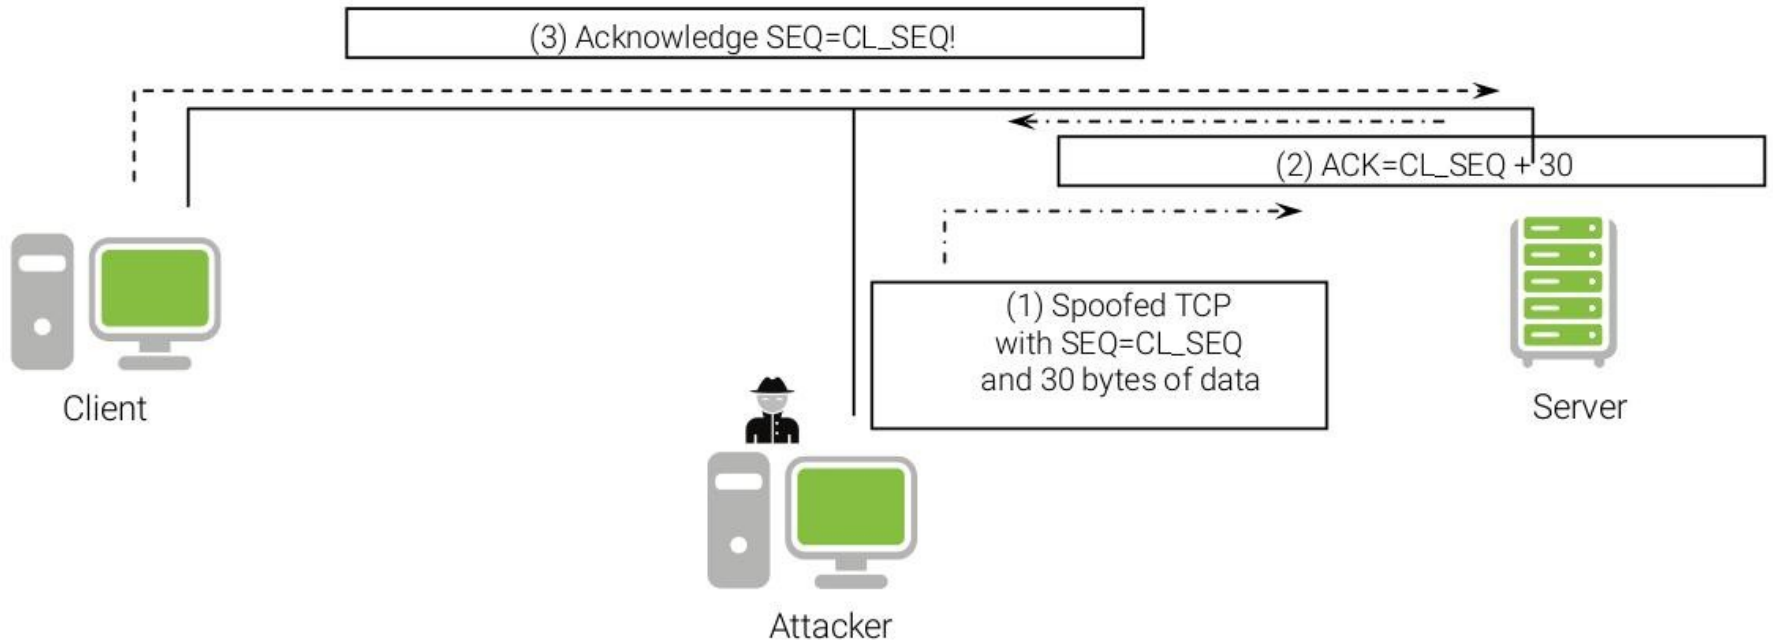 (3) Acknowledge SEQ=CL_SEQ!
(2) ACK=CL_SEQ + 30
(1) Spoofed TCP
with SEQ=CL_SEQ
and 30 bytes of data
Client
Server
Attacker